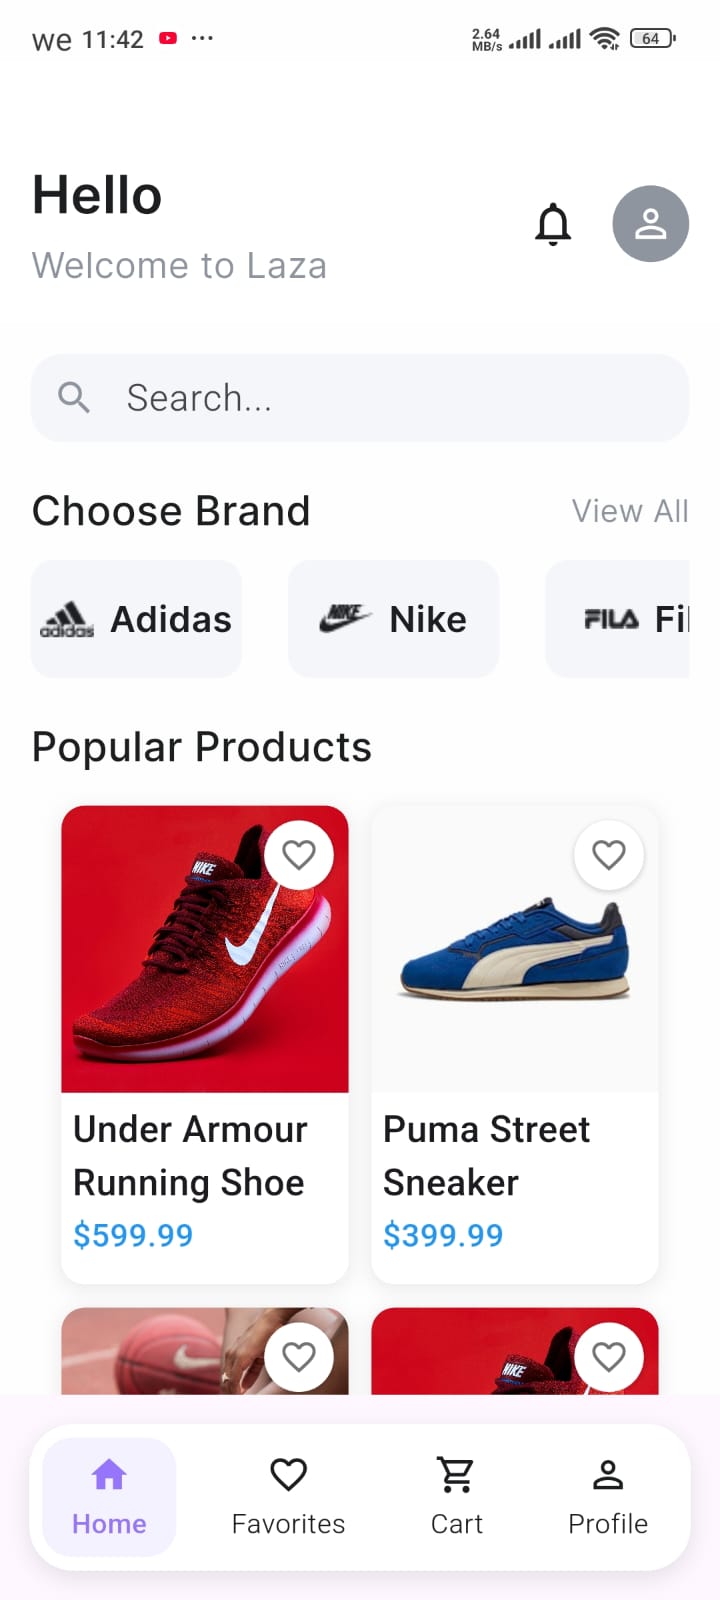 we 11:42 ...
2.64
MB/s
64
Hello
Welcome to Laza
Search...
Choose Brand
View All
adidas Adidas
NIKE Nike
FILA Fil
Popular Products
NIKE
Under Armour
Running Shoe
$599.99
Puma Street
Sneaker
$399.99
NIKE
Home
Favorites
Cart
Profile